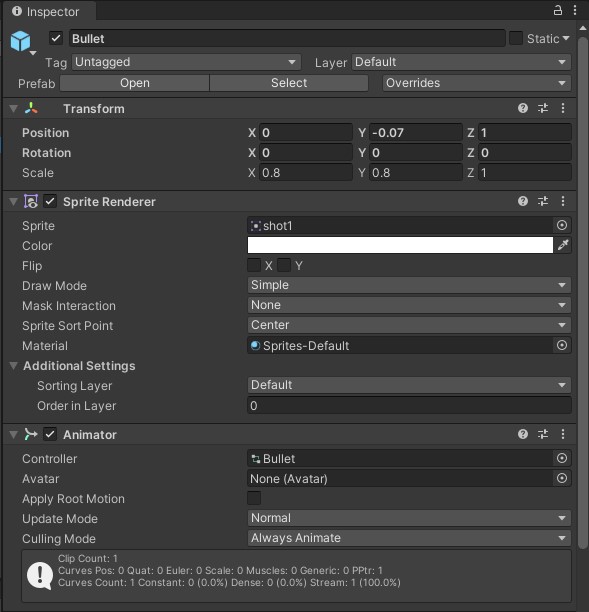 Inspector
Bullet Static
Tag Untagged Layer Default
Prefab Open Select Overrides
Transform
Position X 0 Y -0.07 Z 1
Rotation X 0 Y 0 Z 0
Scale X 0.8 Y 0.8 Z 1
Sprite Renderer
Sprite shot1
Color
Flip X Y
Draw Mode Simple
Mask Interaction None
Sprite Sort Point Center
Material Sprites-Default
Additional Settings
Sorting Layer Default
Order in Layer 0
Animator
Controller Bullet
Avatar None (Avatar)
Apply Root Motion
Update Mode Normal
Culling Mode Always Animate
Clip Count: 1
Curves Pos: 0 Quat: 0 Euler: 0 Scale: 0 Muscles: 0 Generic: 0 PPtr: 1
Curves Count: 1 Constant: 0 (0.0%) Dense: 0 (0.0%) Stream: 1 (100.0%)